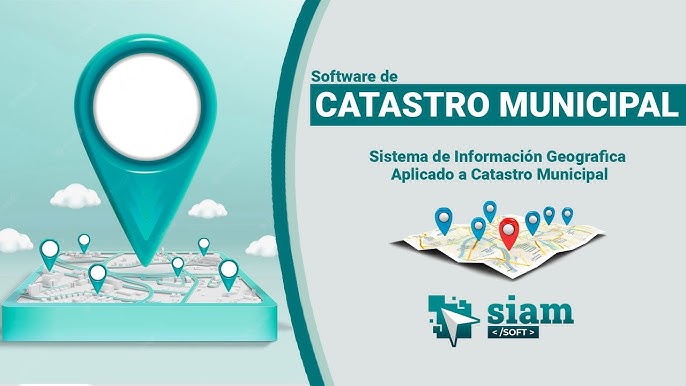 Software de
CATASTRO MUNICIPAL
Sistema de Información Geografica
Aplicado a Catastro Municipal
siam
</SOFT>